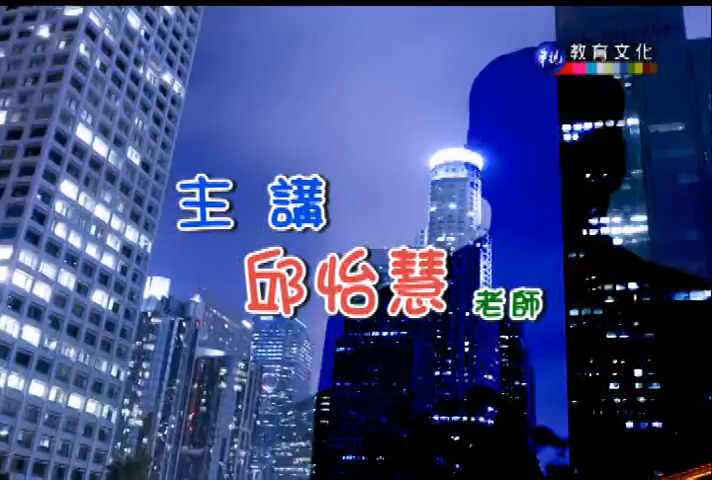 華視 教育文化
主講
邱怡慧 老師